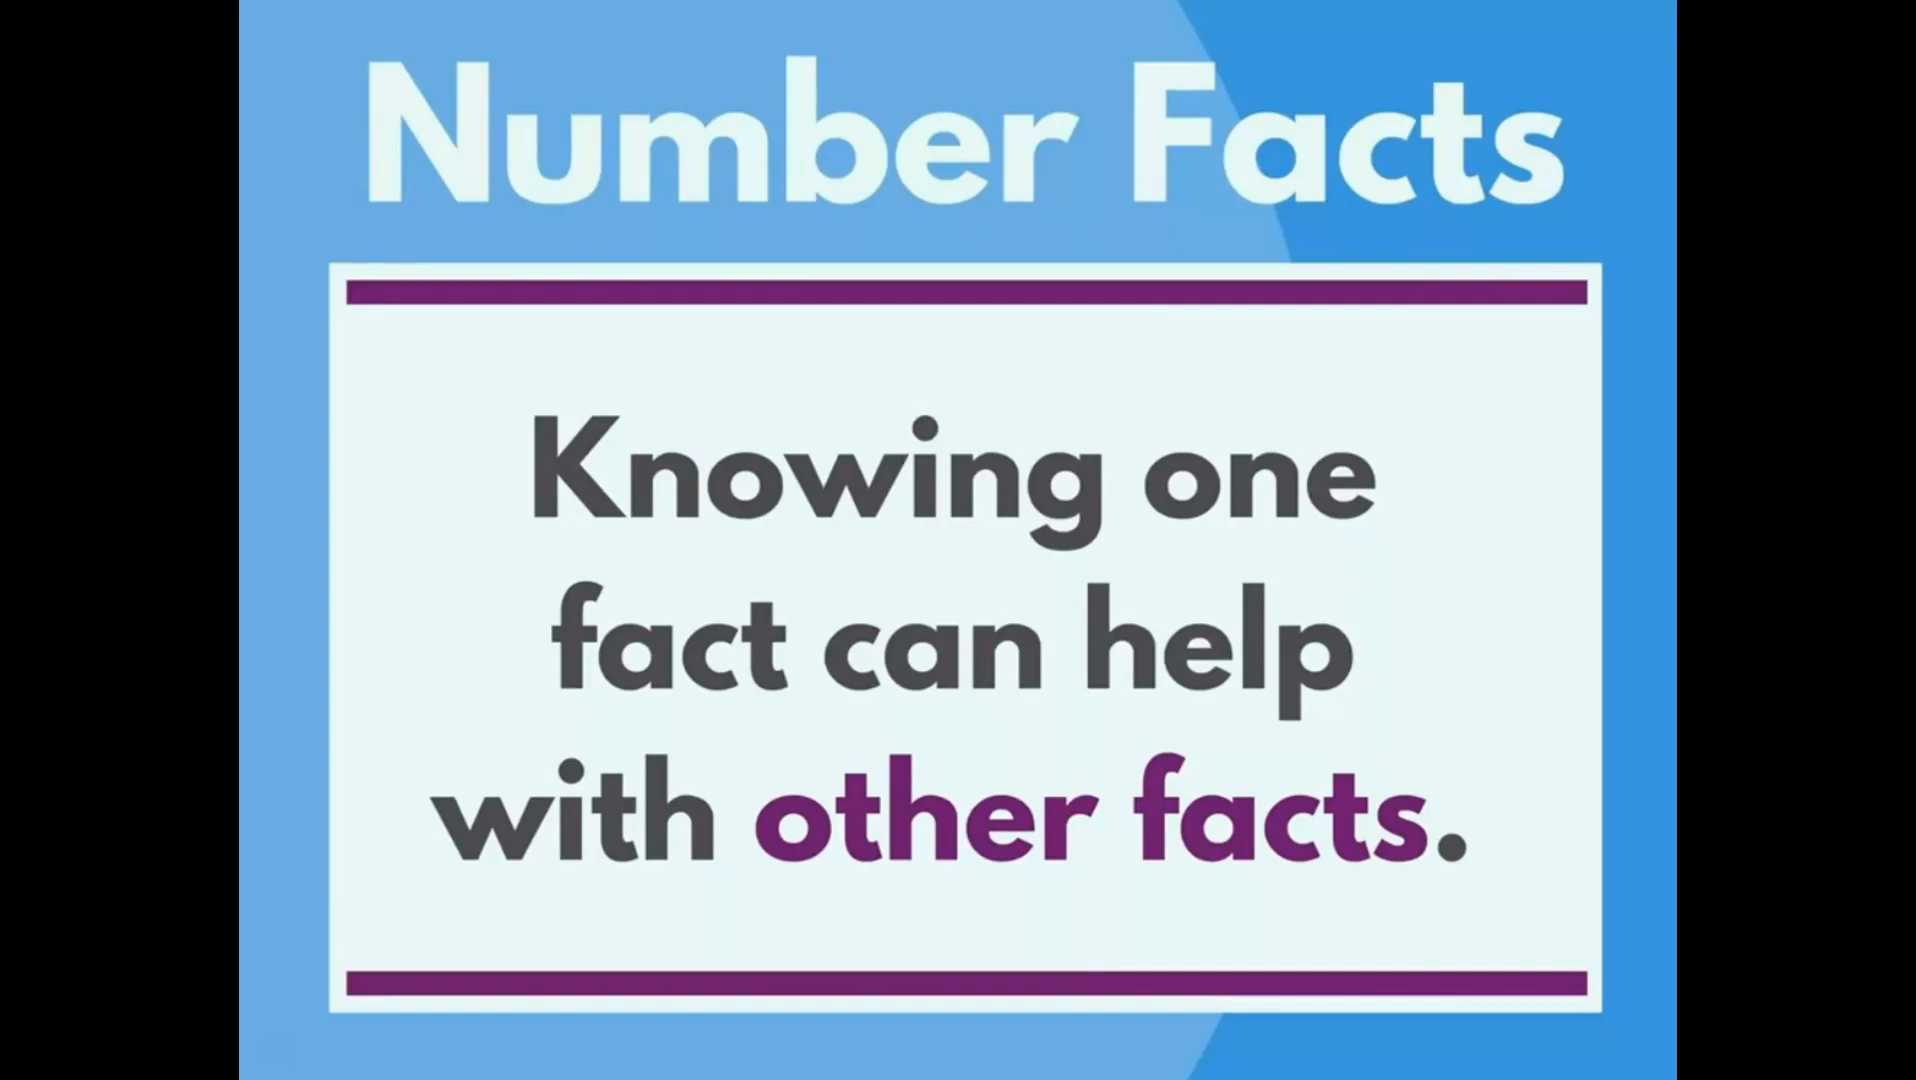 Number Facts
Knowing one
fact can help
with other facts.